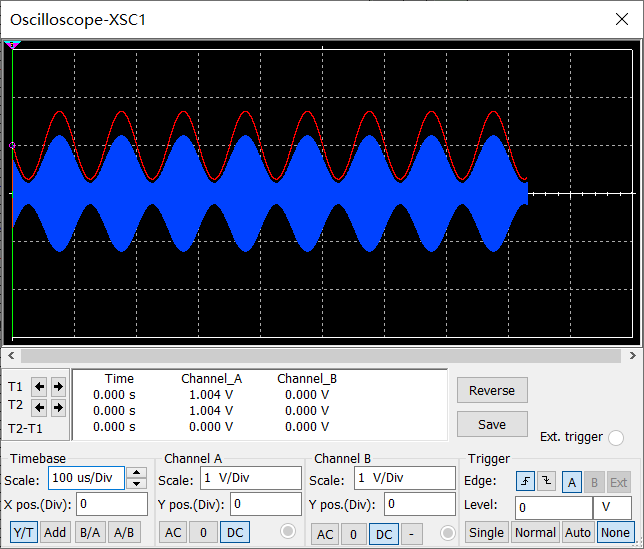 Oscilloscope-XSC1
T1
T2
T2-T1
Time Channel_A Channel_B
0.000 s 1.004 V 0.000 V
0.000 s 1.004 V 0.000 V
0.000 s 0.000 V 0.000 V
Reverse
Save
Ext. trigger
Timebase
Scale: 100 us/Div
X pos.(Div): 0
Y/T Add B/A A/B
Channel A
Scale: 1 V/Div
Y pos.(Div): 0
AC 0 DC
Channel B
Scale: 1 V/Div
Y pos.(Div): 0
AC 0 DC -
Trigger
Edge: A B Ext
Level: 0 V
Single Normal Auto None